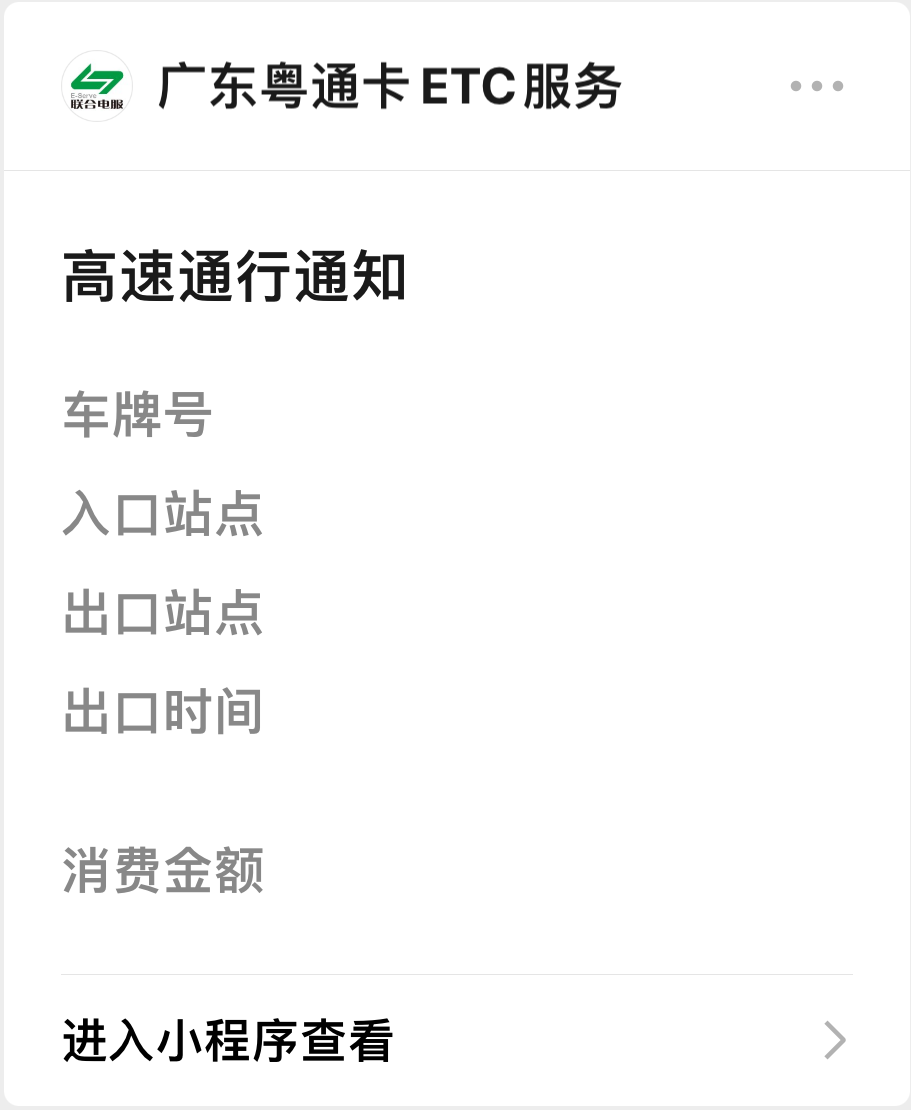 E-Serve
联合电服
广东粤通卡ETC服务
高速通行通知
车牌号
入口站点
出口站点
出口时间
消费金额
进入小程序查看